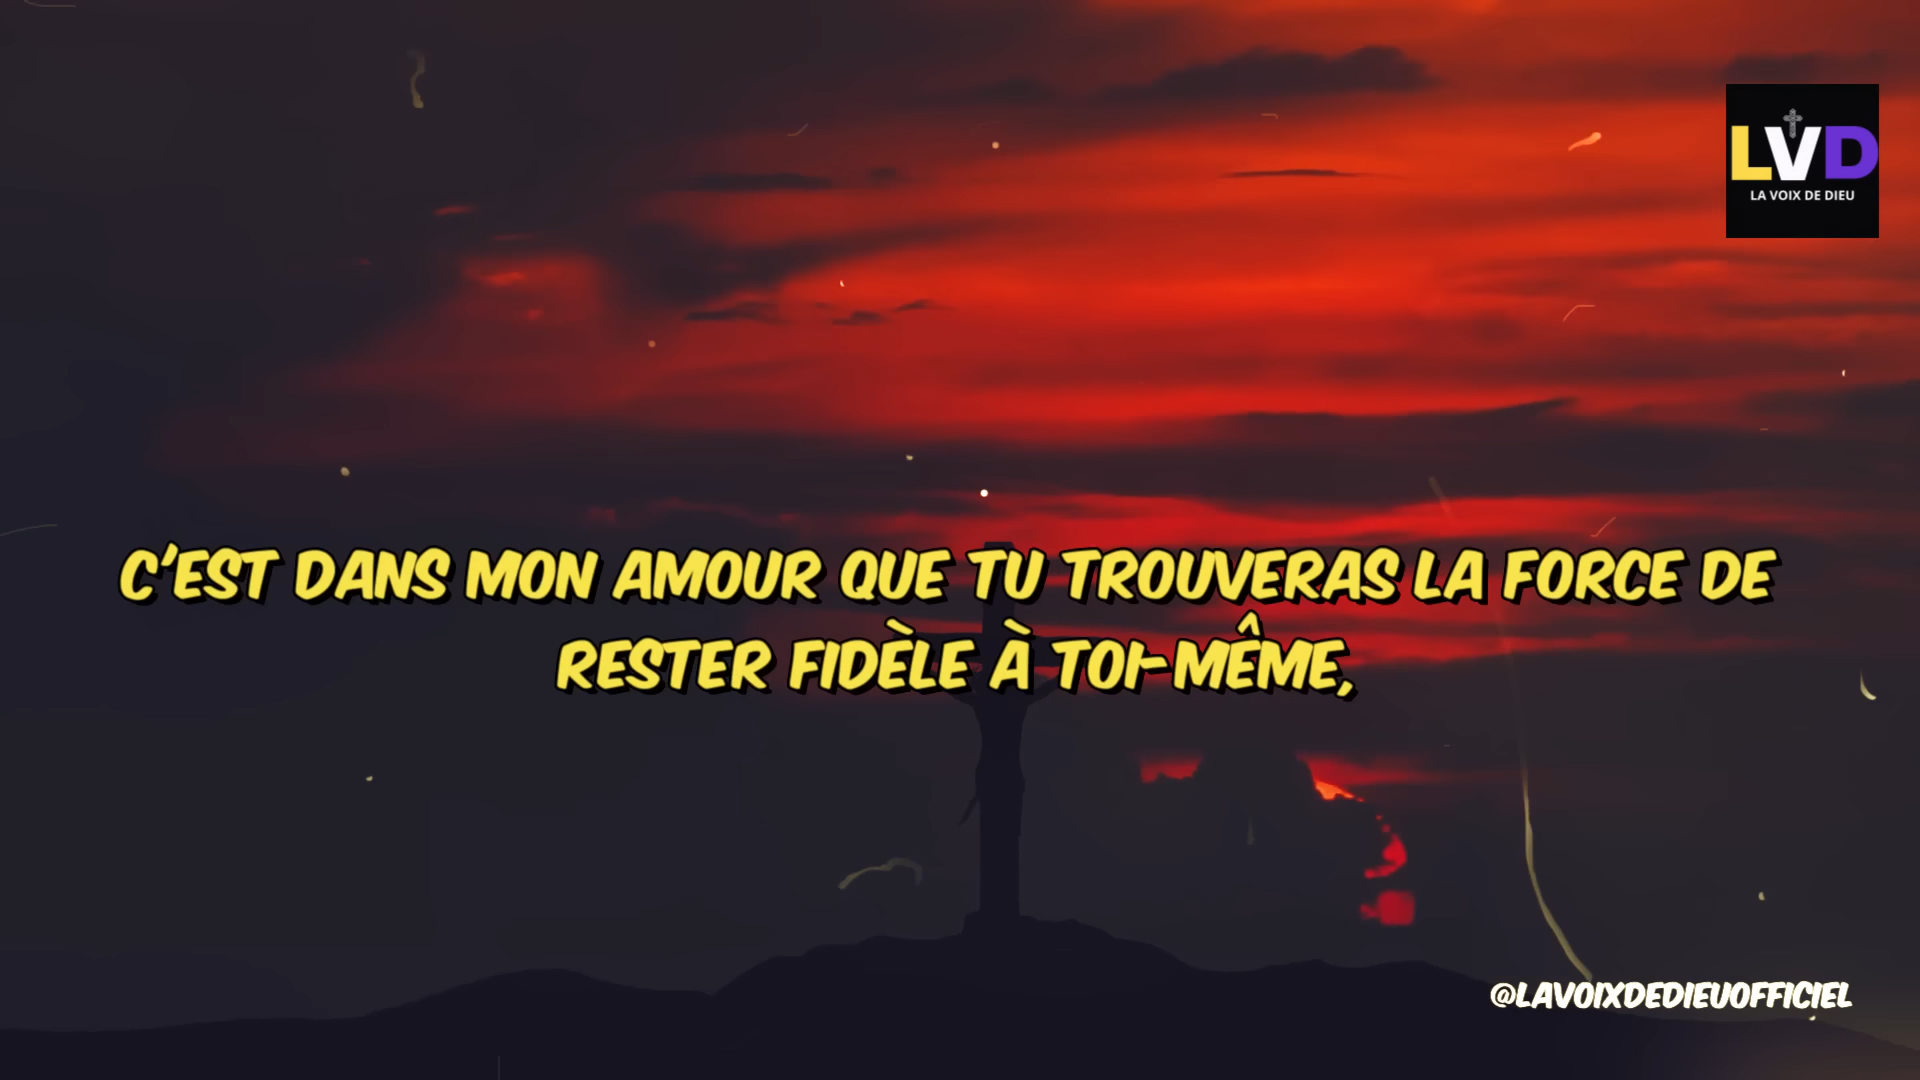 LVD
LA VOIX DE DIEU
C'EST DANS MON AMOUR QUE TU TROUVERAS LA FORCE DE
RESTER FIDÈLE À TOI-MÊME,
@LAVOIXDEDIEUOFFICIEL